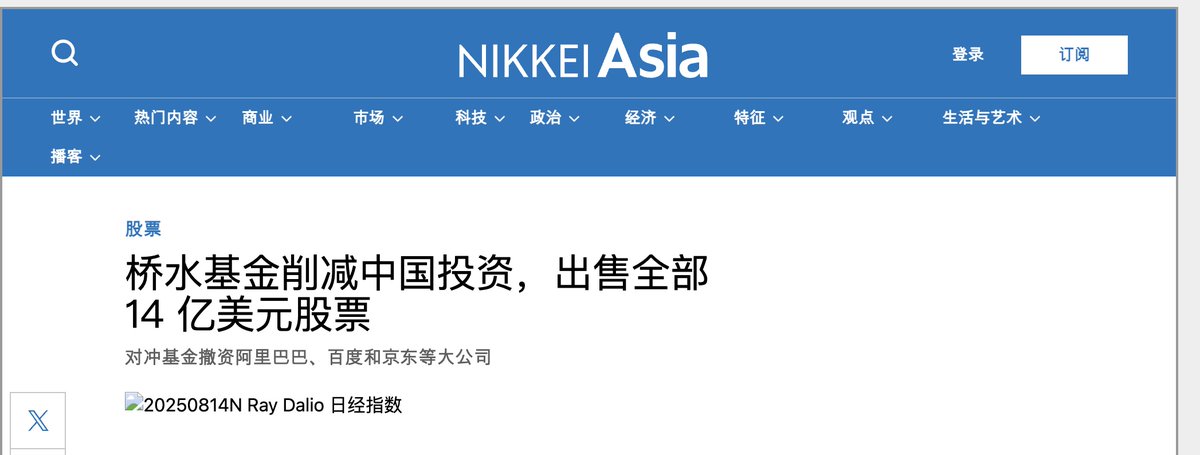 NIKKEI Asia
登录
订阅
世界
热门内容
商业
市场
科技
政治
经济
特征
观点
生活与艺术
播客
股票
桥水基金削减中国投资，出售全部
14 亿美元股票
对冲基金撤资阿里巴巴、百度和京东等大公司
20250814N Ray Dalio 日经指数